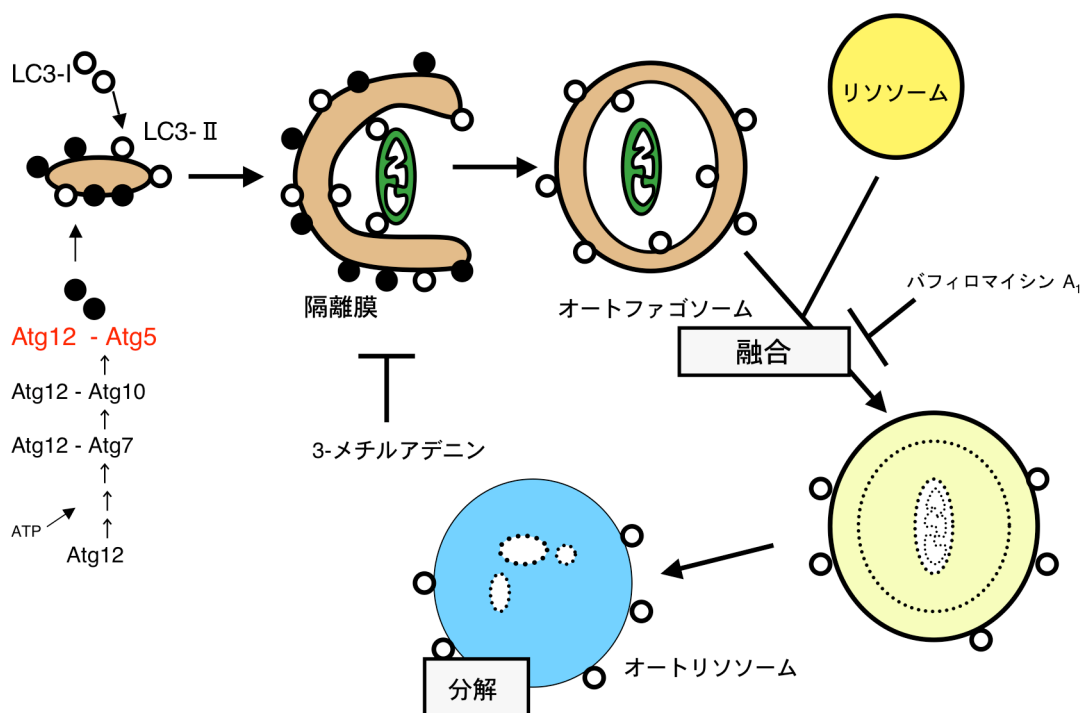 LC3-I
LC3-Ⅱ
リソソーム
隔離膜
オートファゴソーム
バフィロマイシン A₁
Atg12 - Atg5
融合
Atg12 - Atg10
Atg12 - Atg7
3-メチルアデニン
ATP
Atg12
オートリソソーム
分解